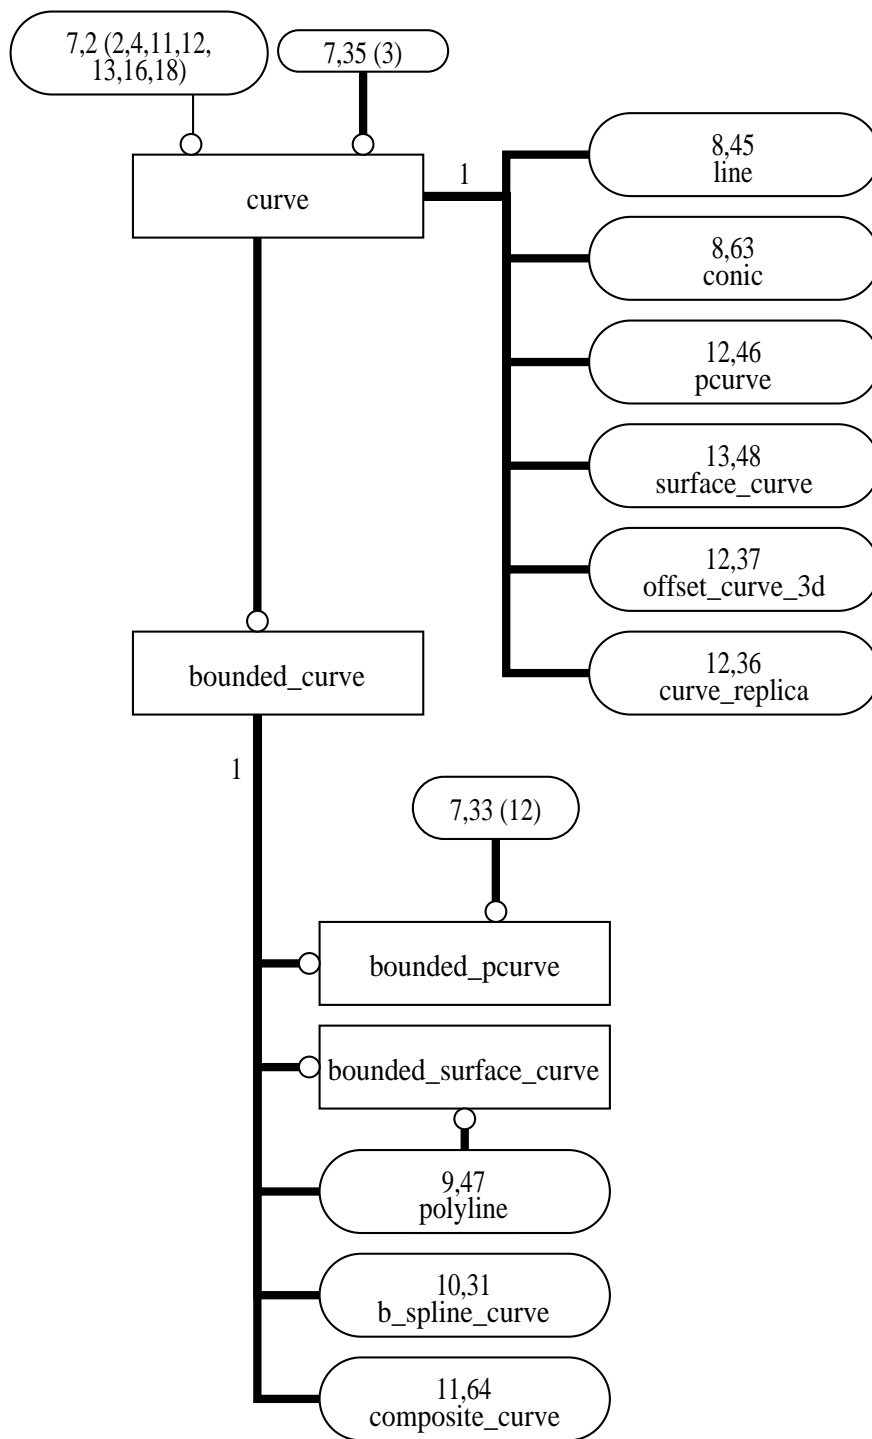 7,2 (2,4,11,12,
13,16,18)
7,35 (3)
curve
1
8,45
line
8,63
conic
12,46
pcurve
13,48
surface_curve
12,37
offset_curve_3d
12,36
curve_replica
bounded_curve
1
7,33 (12)
bounded_pcurve
bounded_surface_curve
9,47
polyline
10,31
b_spline_curve
11,64
composite_curve